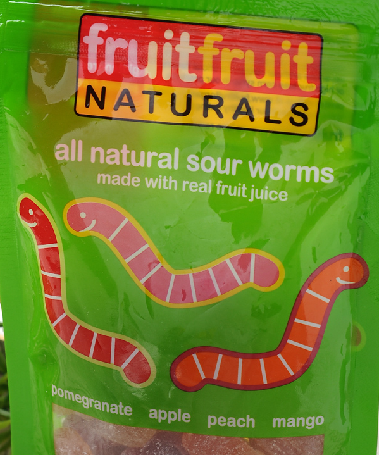 fruitfruit
NATURALS
all natural sour worms
made with real fruit juice
pomegranate apple peach mango